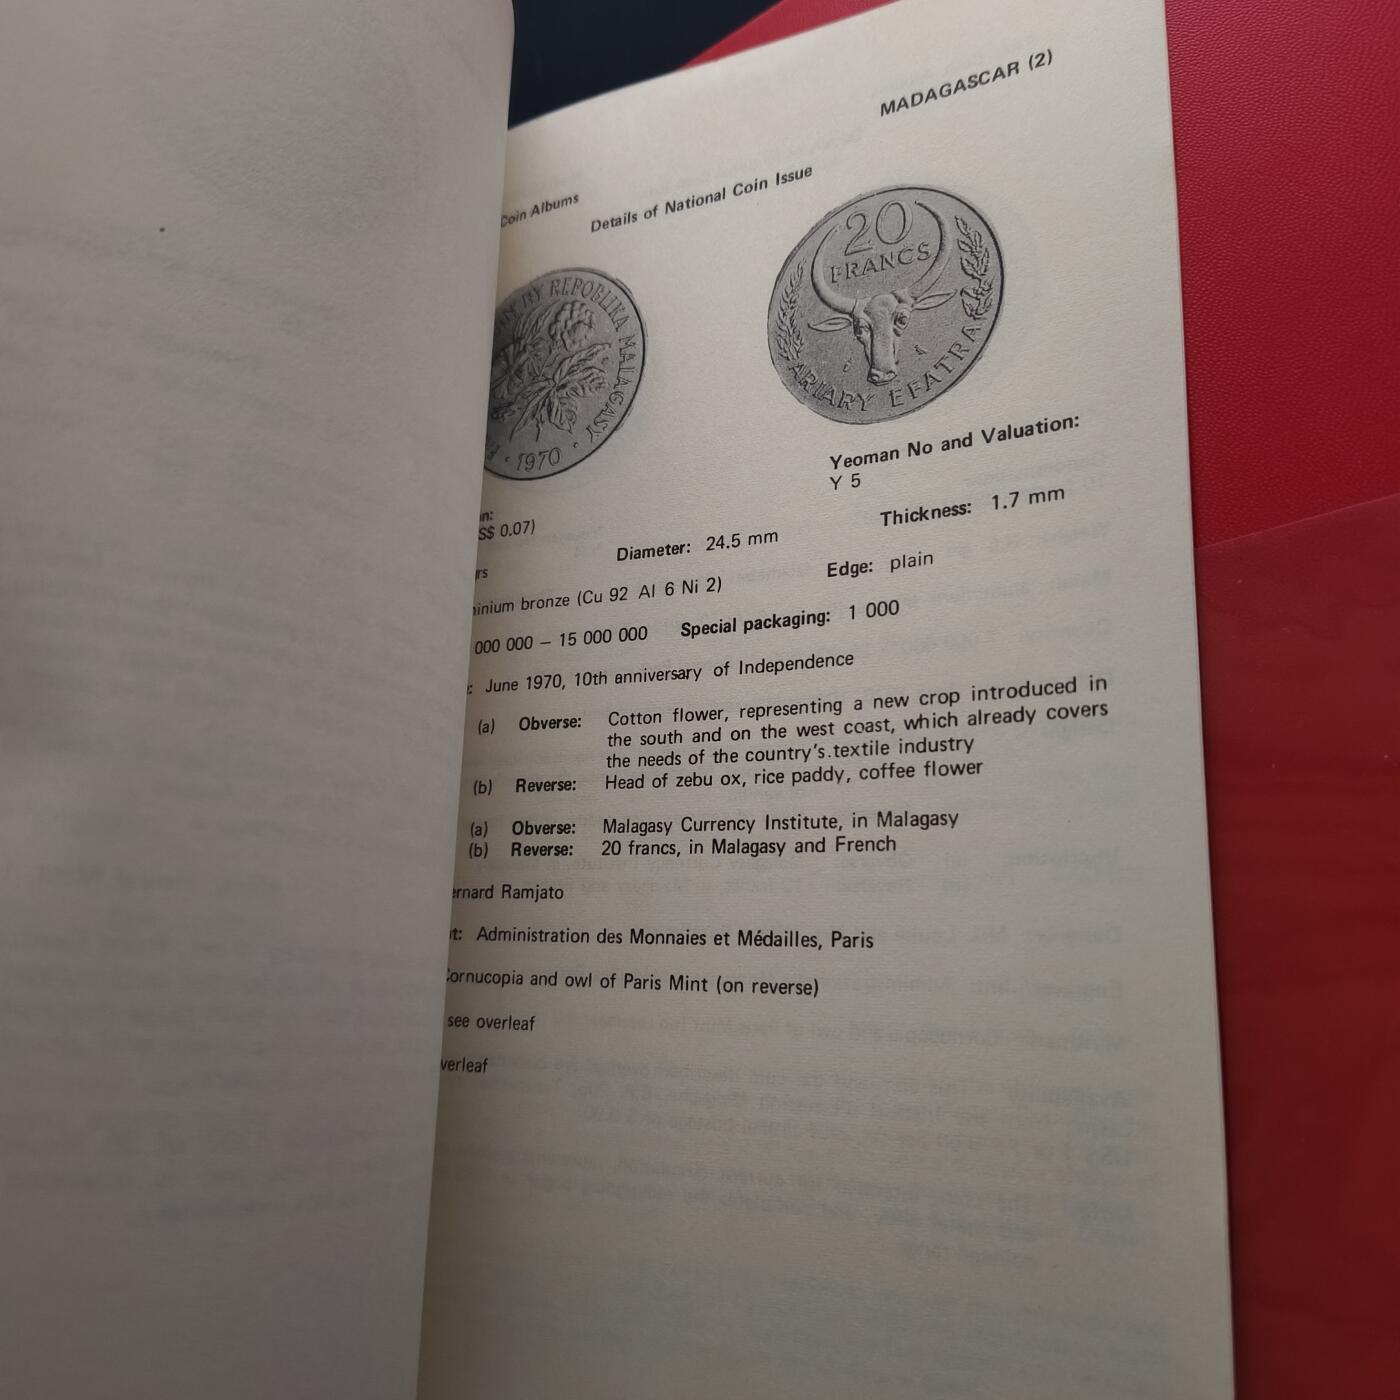 MADAGASCAR (2)
Coin Albums
Details of National Coin Issue
BY REPOBLIKA MALAGASY
· 1970 ·
20
FRANCS
ARIARY EFATRA
Yeoman No and Valuation:
Y 5
n:
S$ 0.07)
Diameter: 24.5 mm
Thickness: 1.7 mm
rs
inium bronze (Cu 92 Al 6 Ni 2)
Edge: plain
000 000 – 15 000 000
Special packaging: 1 000
: June 1970, 10th anniversary of Independence
(a) Obverse: Cotton flower, representing a new crop introduced in
the south and on the west coast, which already covers
the needs of the country's textile industry
(b) Reverse: Head of zebu ox, rice paddy, coffee flower
(a) Obverse: Malagasy Currency Institute, in Malagasy
(b) Reverse: 20 francs, in Malagasy and French
ernard Ramjato
t: Administration des Monnaies et Médailles, Paris
Cornucopia and owl of Paris Mint (on reverse)
see overleaf
verleaf